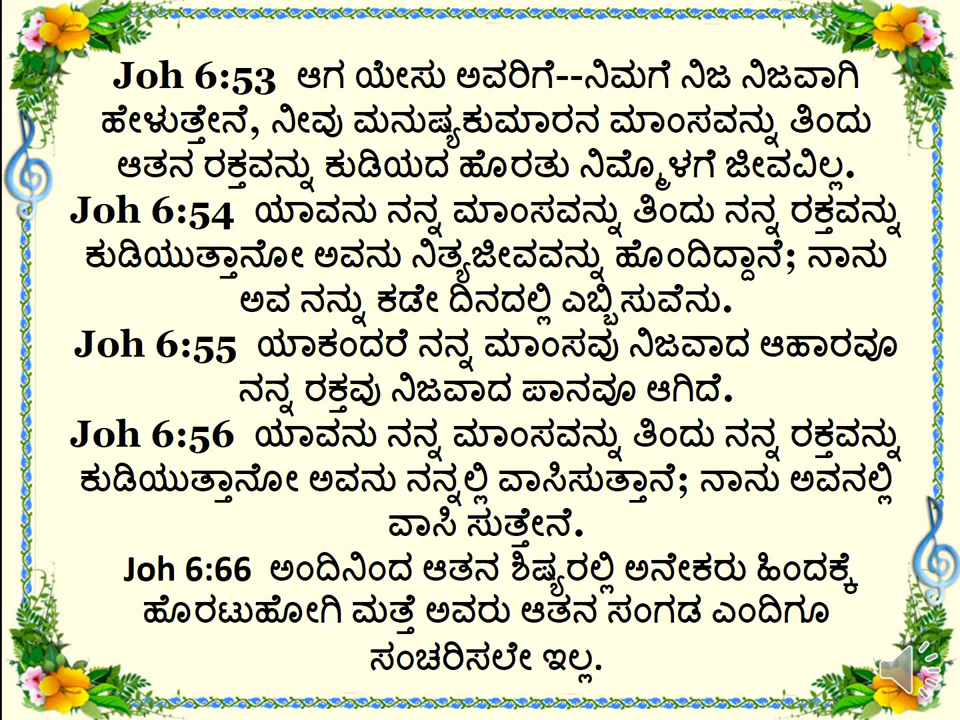 Joh 6:53 ಆಗ ಯೇಸು ಅವರಿಗೆ--ನಿಮಗೆ ನಿಜ ನಿಜವಾಗಿ
ಹೇಳುತ್ತೇನೆ, ನೀವು ಮನುಷ್ಯಕುಮಾರನ ಮಾಂಸವನ್ನು ತಿಂದು
ಆತನ ರಕ್ತವನ್ನು ಕುಡಿಯದ ಹೊರತು ನಿಮ್ಮೊಳಗೆ ಜೀವವಿಲ್ಲ.
Joh 6:54 ಯಾವನು ನನ್ನ ಮಾಂಸವನ್ನು ತಿಂದು ನನ್ನ ರಕ್ತವನ್ನು
ಕುಡಿಯುತ್ತಾನೋ ಅವನು ನಿತ್ಯಜೀವವನ್ನು ಹೊಂದಿದ್ದಾನೆ; ನಾನು
ಅವ ನನ್ನು ಕಡೇ ದಿನದಲ್ಲಿ ಎಬ್ಬಿಸುವೆನು.
Joh 6:55 ಯಾಕಂದರೆ ನನ್ನ ಮಾಂಸವು ನಿಜವಾದ ಆಹಾರವೂ
ನನ್ನ ರಕ್ತವು ನಿಜವಾದ ಪಾನವೂ ಆಗಿದೆ.
Joh 6:56 ಯಾವನು ನನ್ನ ಮಾಂಸವನ್ನು ತಿಂದು ನನ್ನ ರಕ್ತವನ್ನು
ಕುಡಿಯುತ್ತಾನೋ ಅವನು ನನ್ನಲ್ಲಿ ವಾಸಿಸುತ್ತಾನೆ; ನಾನು ಅವನಲ್ಲಿ
ವಾಸಿ ಸುತ್ತೇನೆ.
Joh 6:66 ಅಂದಿನಿಂದ ಆತನ ಶಿಷ್ಯರಲ್ಲಿ ಅನೇಕರು ಹಿಂದಕ್ಕೆ
ಹೊರಟುಹೋಗಿ ಮತ್ತೆ ಅವರು ಆತನ ಸಂಗಡ ಎಂದಿಗೂ
ಸಂಚರಿಸಲೇ ಇಲ್ಲ.